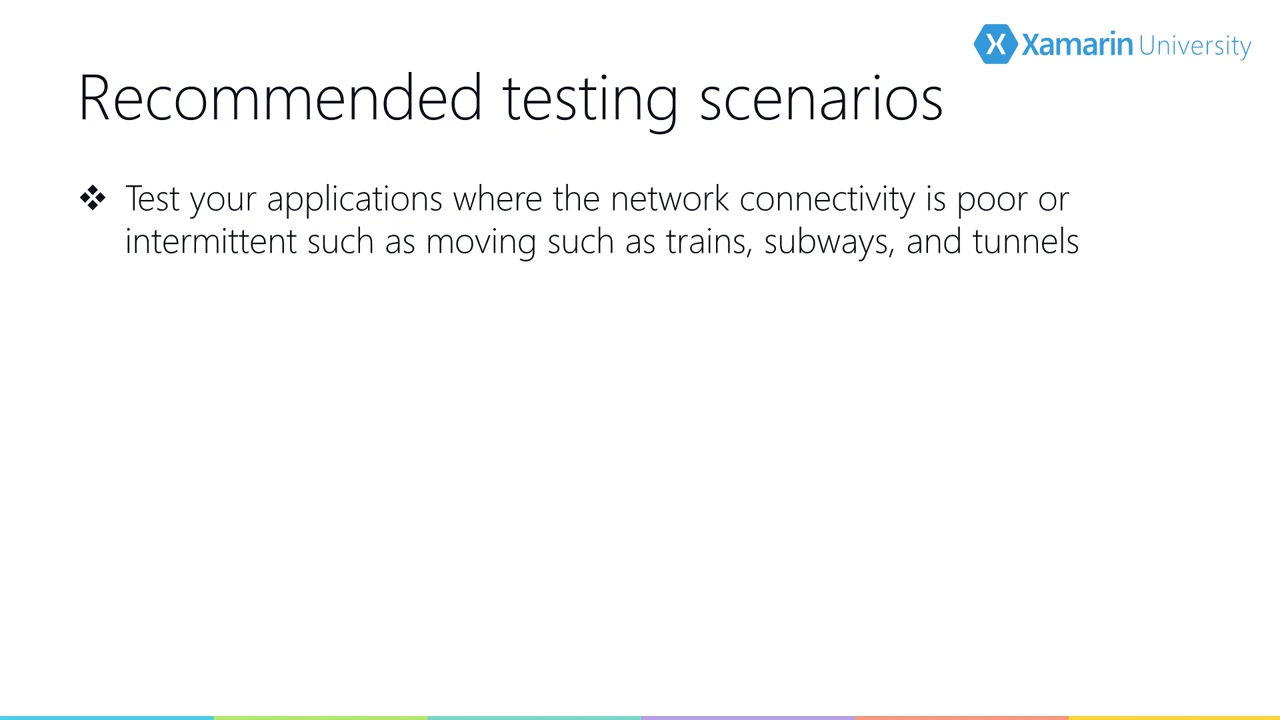 Xamarin University
Recommended testing scenarios
❖ Test your applications where the network connectivity is poor or
intermittent such as moving such as trains, subways, and tunnels